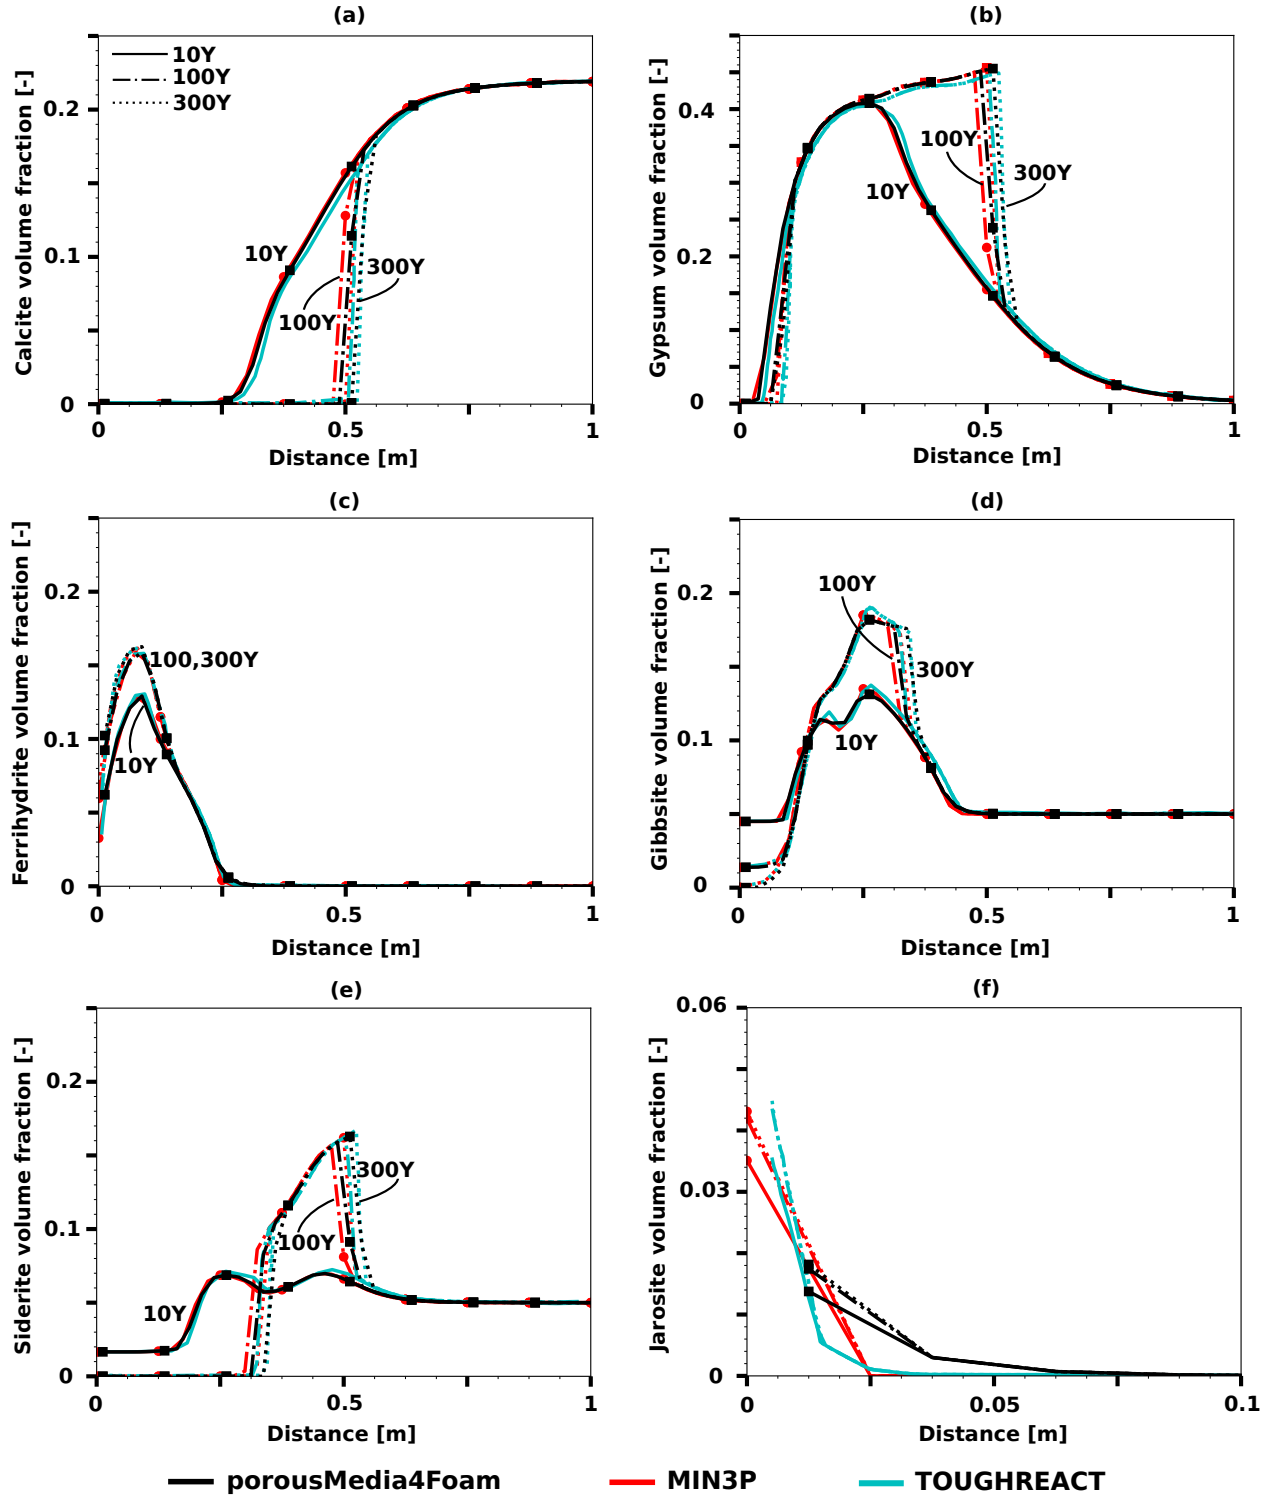 (a)
10Y
100Y
300Y
Calcite volume fraction [-]
0.2
0.1
0
10Y
300Y
100Y
0
0.5
1
Distance [m]
(b)
Gypsum volume fraction [-]
0.4
0.2
0
100Y
300Y
10Y
0
0.5
1
Distance [m]
(c)
Ferrihydrite volume fraction [-]
0.2
0.1
0
100,300Y
10Y
0
0.5
1
Distance [m]
(d)
Gibbsite volume fraction [-]
0.2
0.1
0
100Y
300Y
10Y
0
0.5
1
Distance [m]
(e)
Siderite volume fraction [-]
0.2
0.1
0
300Y
100Y
10Y
0
0.5
1
Distance [m]
(f)
Jarosite volume fraction [-]
0.06
0.03
0
0
0.05
0.1
Distance [m]
porousMedia4Foam
MIN3P
TOUGHREACT